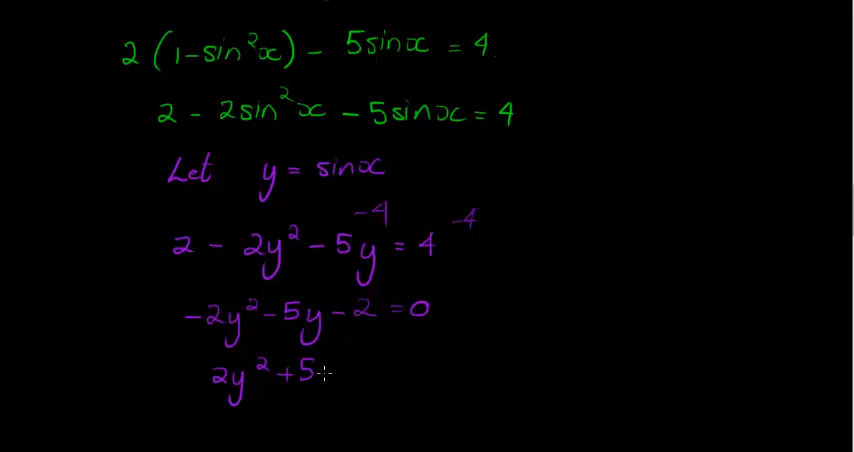 2(1-sin²x) - 5sinx = 4
2 - 2sin²x - 5sinx = 4
Let y = sinx
-4 -4
2 - 2y² - 5y = 4
-2y² - 5y - 2 = 0
2y² + 5